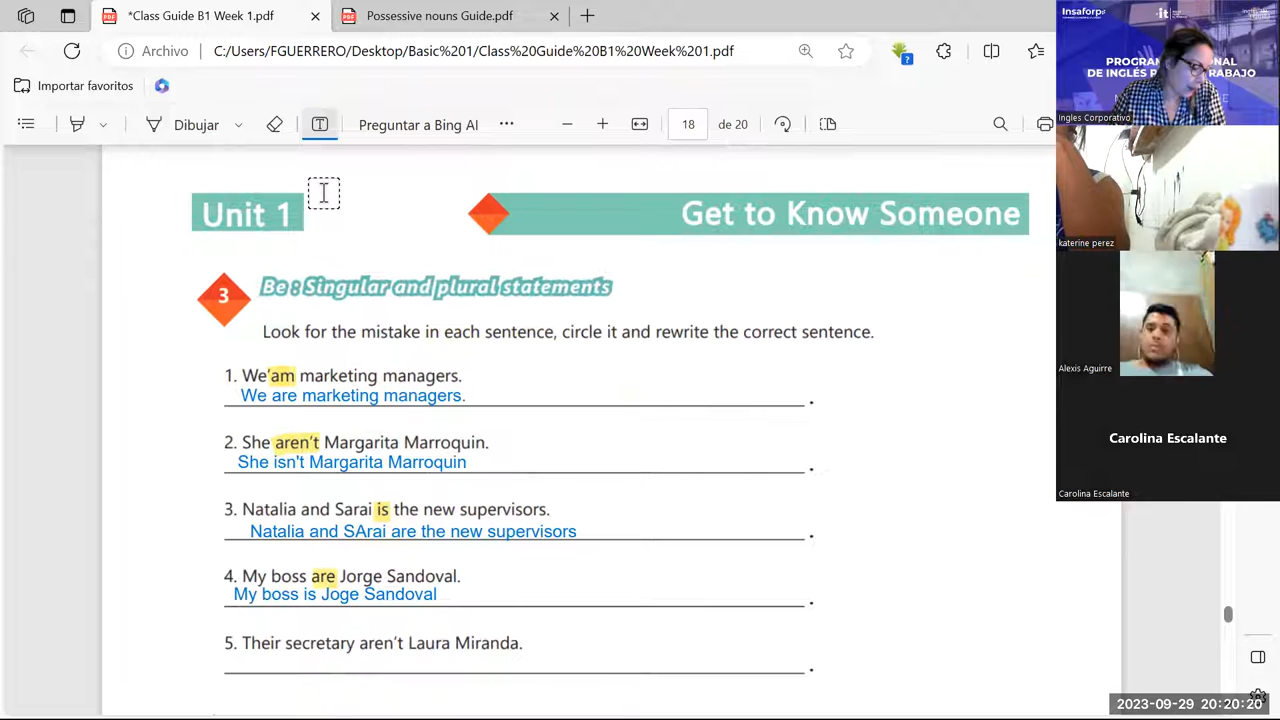 *Class Guide B1 Week 1.pdf
possessive nouns Guide.pdf
Archivo
C:/Users/FGUERRERO/Desktop/Basic%201/Class%20Guide%20B1%20Week%201.pdf
Importar favoritos
Dibujar
Preguntar a Bing AI
18
de 20
Unit 1
Get to Know Someone
3
Be : Singular and plural statements
Look for the mistake in each sentence, circle it and rewrite the correct sentence.
1. We'am marketing managers.
We are marketing managers.
2. She aren't Margarita Marroquin.
She isn't Margarita Marroquin
3. Natalia and Sarai is the new supervisors.
Natalia and SArai are the new supervisors
4. My boss are Jorge Sandoval.
My boss is Joge Sandoval
5. Their secretary aren't Laura Miranda.
Insaforp
Ingles Corporativo
katerine perez
Alexis Aguirre
Carolina Escalante
Carolina Escalante
2023-09-29 20:20:20